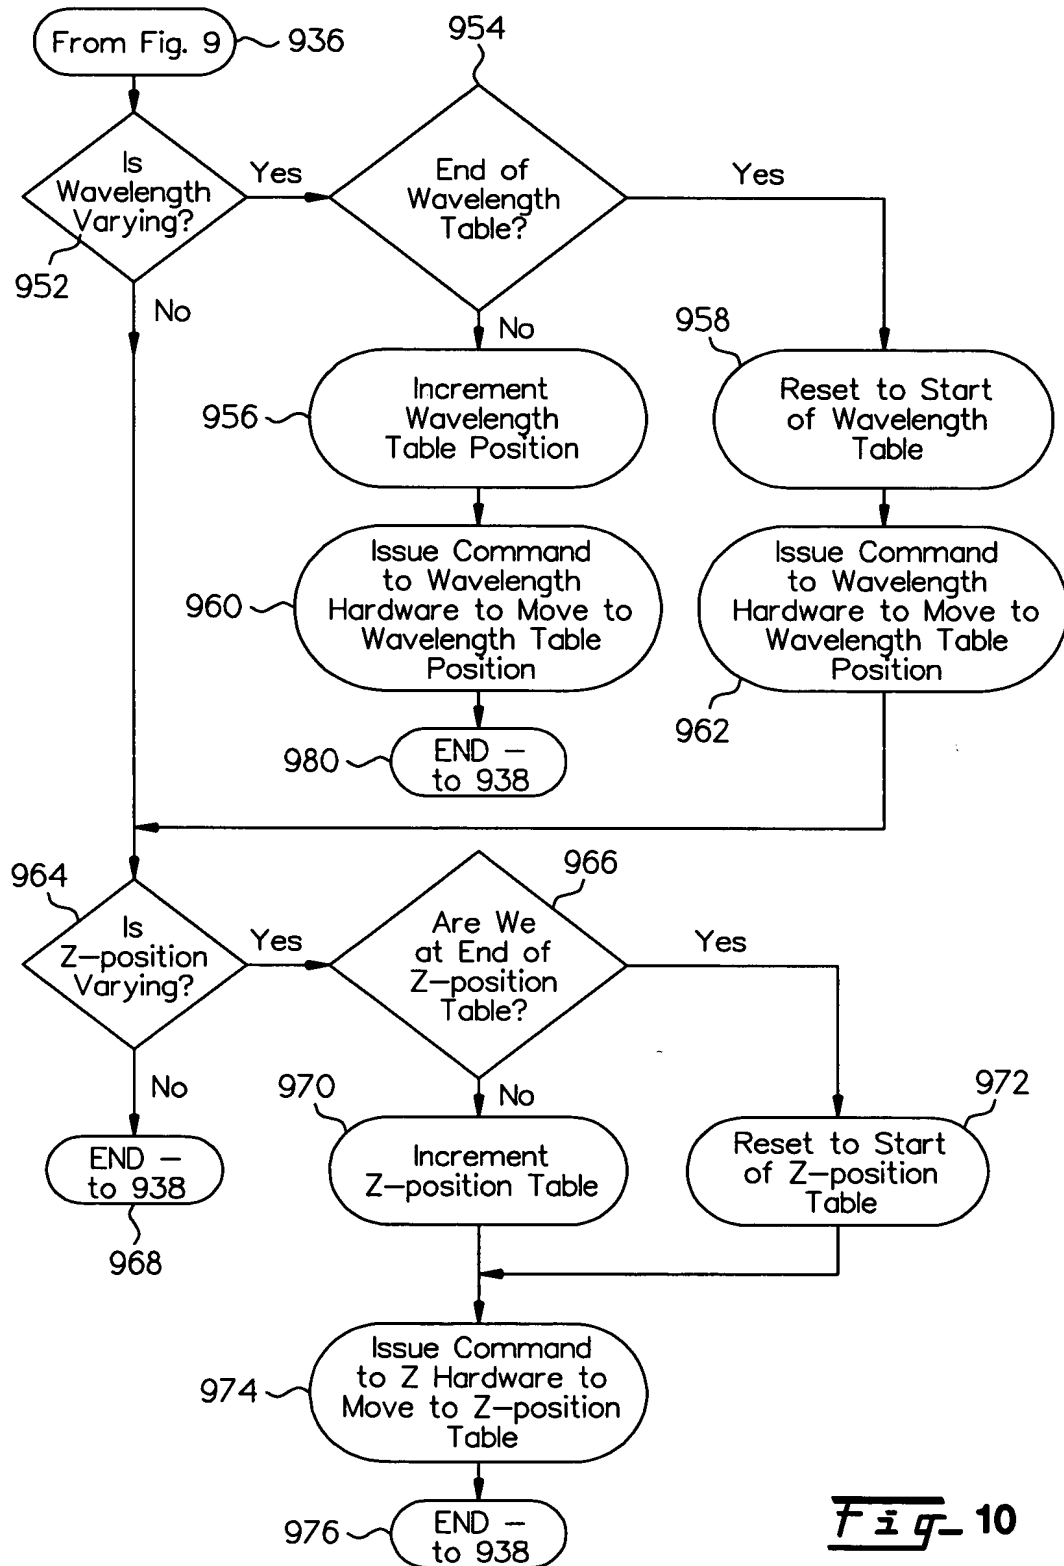 From Fig. 9
936
954
Is
Wavelength
Varying?
952
Yes
No
End of
Wavelength
Table?
Yes
No
958
956
Increment
Wavelength
Table Position
Reset to Start
of Wavelength
Table
960
Issue Command
to Wavelength
Hardware to Move to
Wavelength Table
Position
Issue Command
to Wavelength
Hardware to Move to
Wavelength Table
Position
962
980
END –
to 938
964
Is
Z–position
Varying?
Yes
No
966
Are We
at End of
Z–position
Table?
Yes
No
END –
to 938
968
970
Increment
Z–position Table
972
Reset to Start
of Z–position
Table
974
Issue Command
to Z Hardware to
Move to Z–position
Table
976
END –
to 938
Fig_ 10